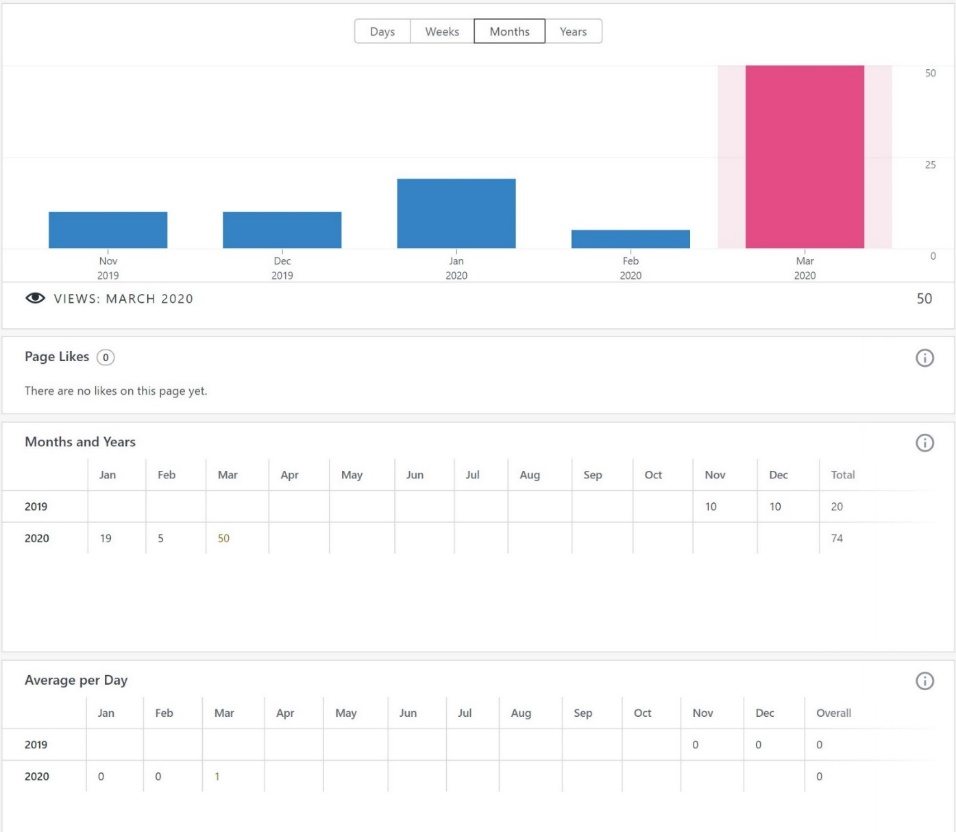 Days Weeks Months Years
50
25
0
Nov Dec Jan Feb Mar
2019 2019 2020 2020 2020
VIEWS: MARCH 2020 50
Page Likes 0
There are no likes on this page yet.
Months and Years
Jan Feb Mar Apr May Jun Jul Aug Sep Oct Nov Dec Total
2019 10 10 20
2020 19 5 50 74
Average per Day
Jan Feb Mar Apr May Jun Jul Aug Sep Oct Nov Dec Overall
2019 0 0 0
2020 0 0 1 0